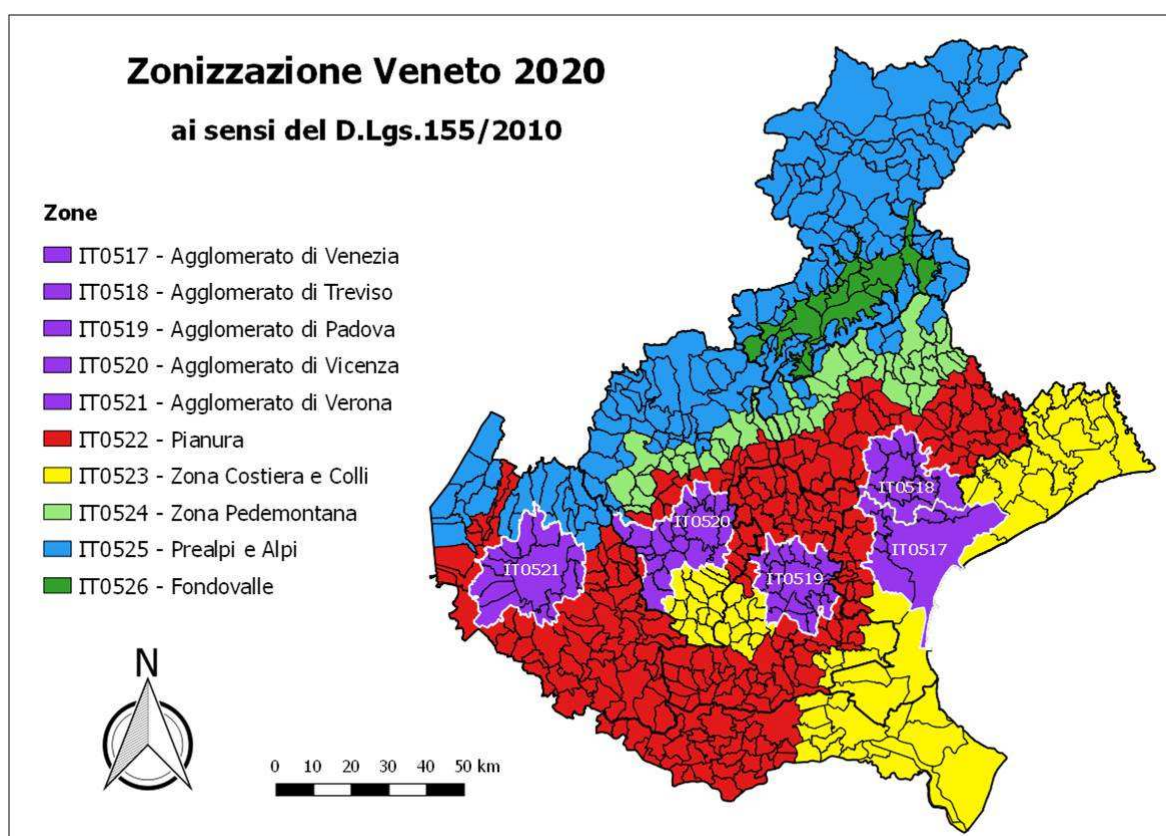 Zonizzazione Veneto 2020
ai sensi del D.Lgs.155/2010
Zone
IT0517 - Agglomerato di Venezia
IT0518 - Agglomerato di Treviso
IT0519 - Agglomerato di Padova
IT0520 - Agglomerato di Vicenza
IT0521 - Agglomerato di Verona
IT0522 - Pianura
IT0523 - Zona Costiera e Colli
IT0524 - Zona Pedemontana
IT0525 - Prealpi e Alpi
IT0526 - Fondovalle
IT0518
IT0520
IT0517
IT0521
IT0519
N
0 10 20 30 40 50 km